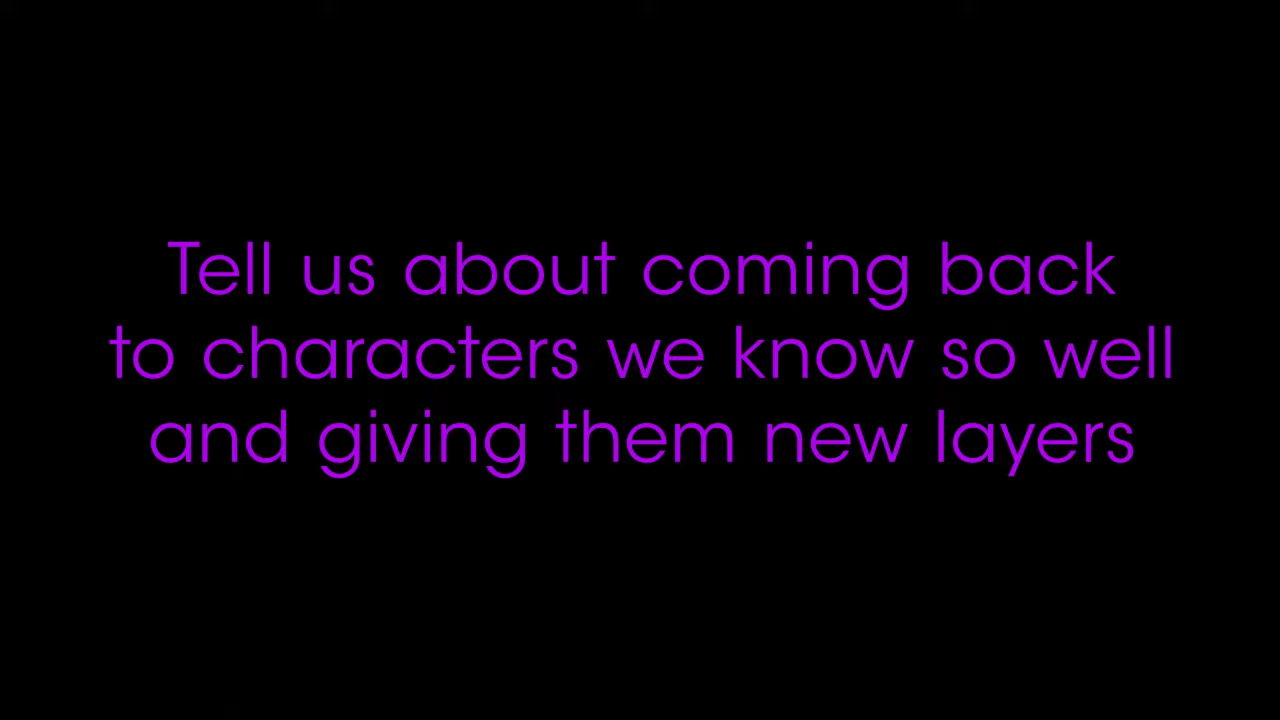 Tell us about coming back
to characters we know so well
and giving them new layers